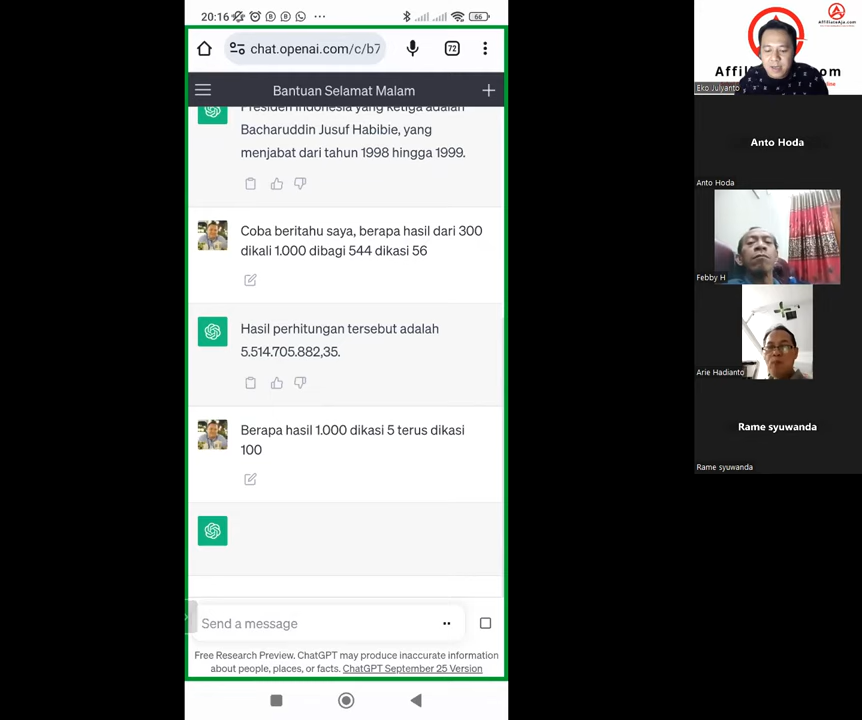 20:16
66
chat.openai.com/c/b7
72
Bantuan Selamat Malam
Presiden Indonesia yang ketiga adalah
Bacharuddin Jusuf Habibie, yang
menjabat dari tahun 1998 hingga 1999.
Coba beritahu saya, berapa hasil dari 300
dikali 1.000 dibagi 544 dikasi 56
Hasil perhitungan tersebut adalah
5.514.705.882,35.
Berapa hasil 1.000 dikasi 5 terus dikasi
100
Send a message
Free Research Preview. ChatGPT may produce inaccurate information
about people, places, or facts. ChatGPT September 25 Version
AffiliateAja.com
Eko Julyanto
Anto Hoda
Anto Hoda
Febby H
Arie Hadianto
Rame syuwanda
Rame syuwanda